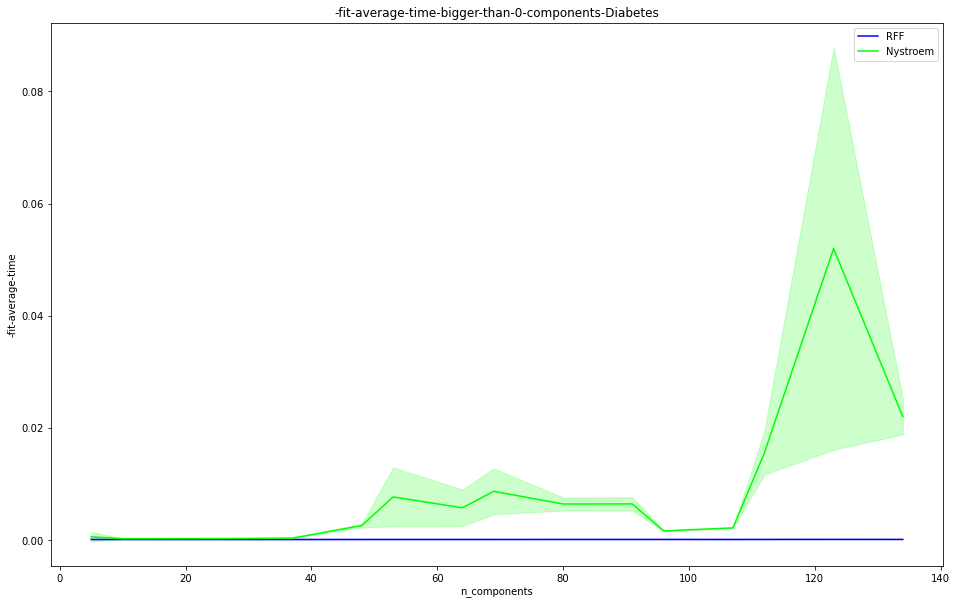 -fit-average-time-bigger-than-0-components-Diabetes
RFF
Nystroem
-fit-average-time
0.08
0.06
0.04
0.02
0.00
0
20
40
60
80
100
120
140
n_components